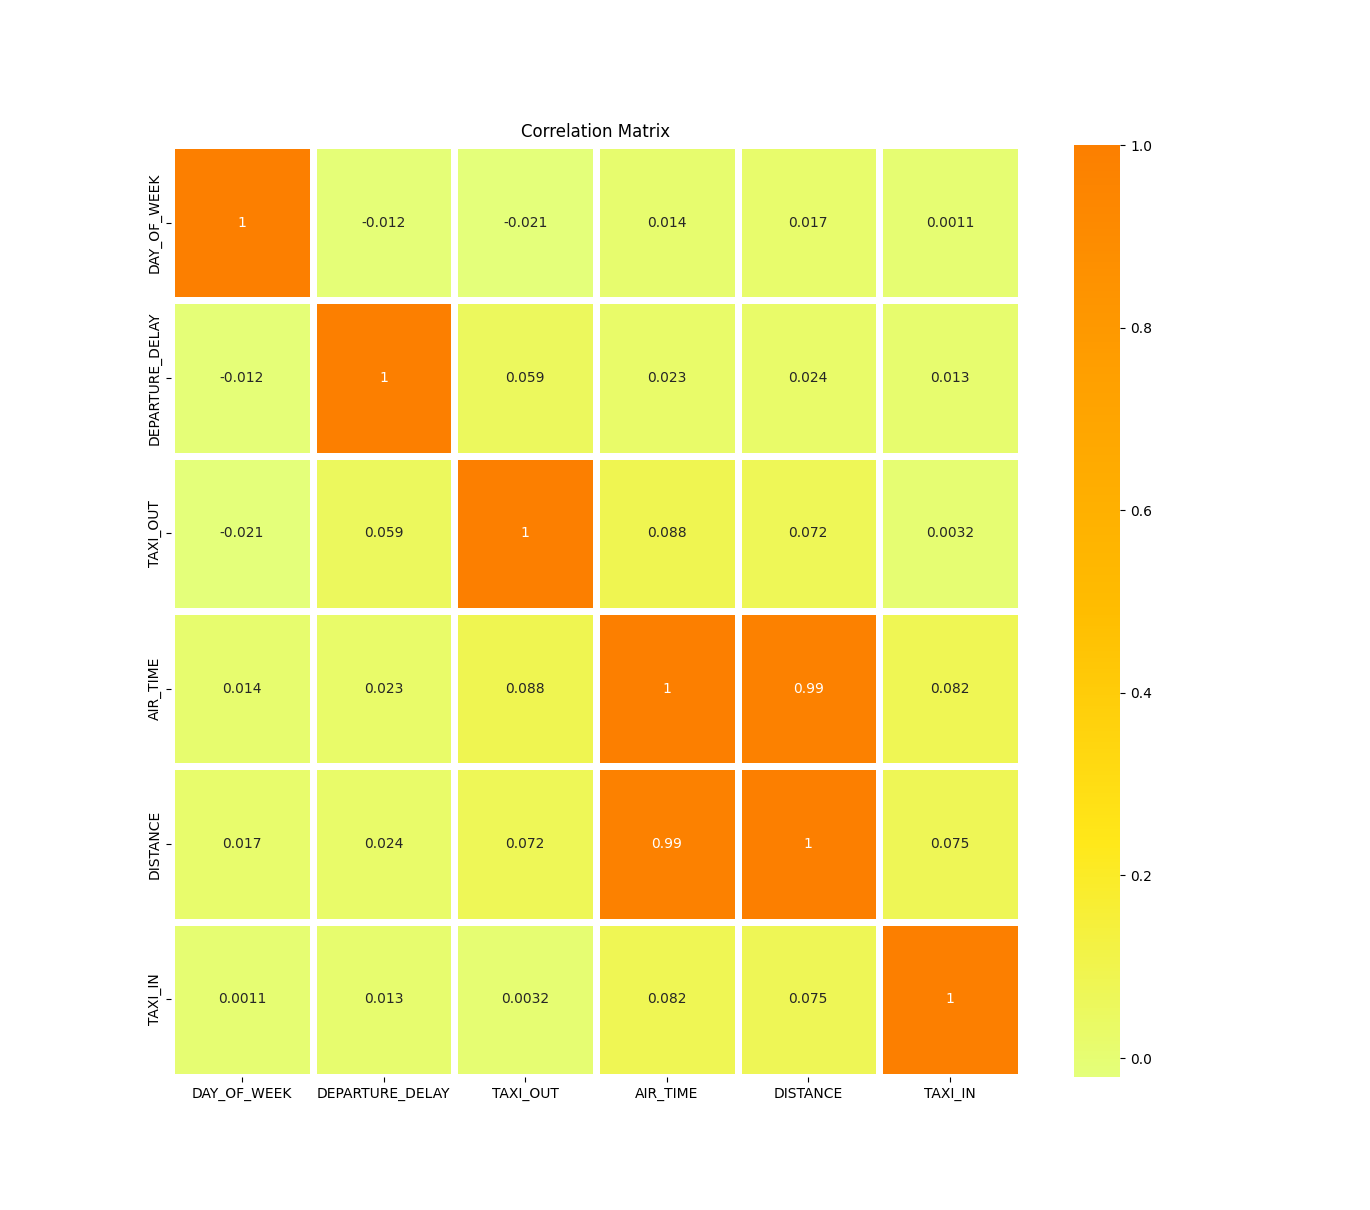 Correlation Matrix
DAY_OF_WEEK
1 -0.012 -0.021 0.014 0.017 0.0011
DEPARTURE_DELAY
-0.012 1 0.059 0.023 0.024 0.013
TAXI_OUT
-0.021 0.059 1 0.088 0.072 0.0032
AIR_TIME
0.014 0.023 0.088 1 0.99 0.082
DISTANCE
0.017 0.024 0.072 0.99 1 0.075
TAXI_IN
0.0011 0.013 0.0032 0.082 0.075 1
DAY_OF_WEEK DEPARTURE_DELAY TAXI_OUT AIR_TIME DISTANCE TAXI_IN
1.0
0.8
0.6
0.4
0.2
0.0